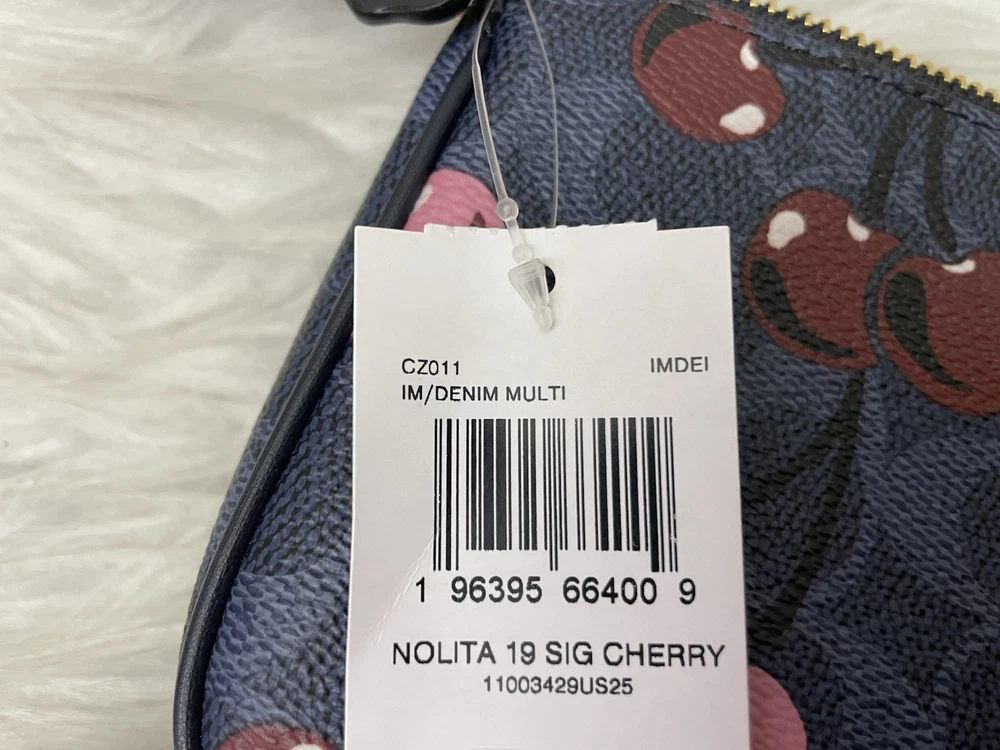 CZ011 IMDEI
IM/DENIM MULTI
1 96395 66400 9
NOLITA 19 SIG CHERRY
11003429US25